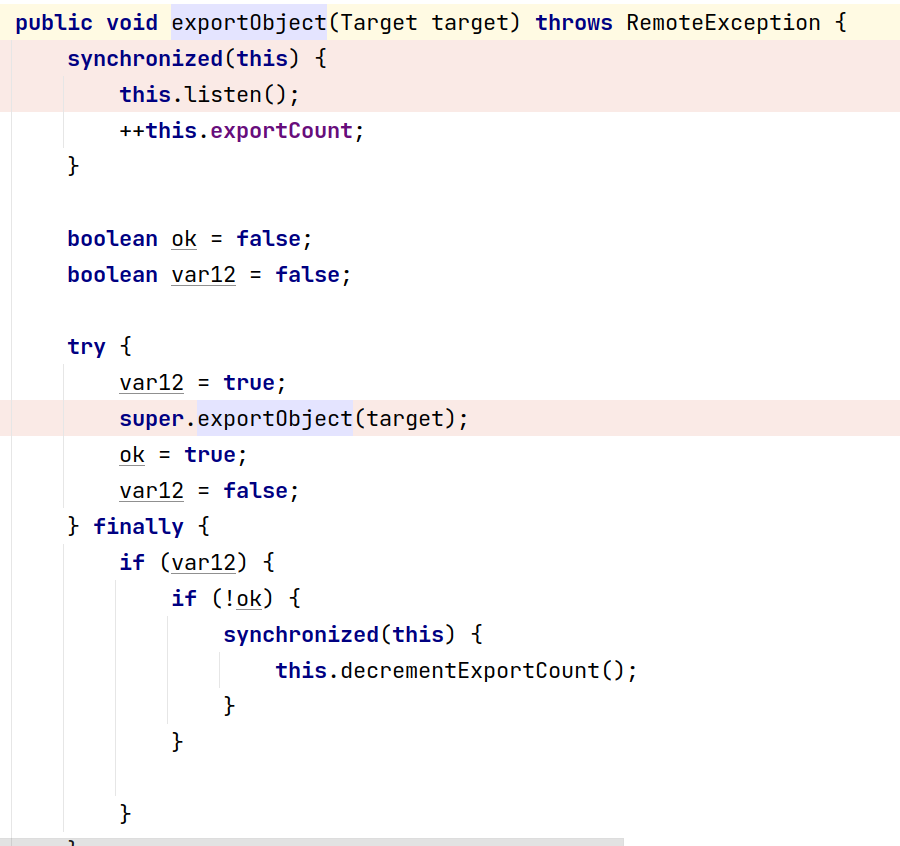 public void exportObject(Target target) throws RemoteException {
    synchronized(this) {
        this.listen();
        ++this.exportCount;
    }

    boolean ok = false;
    boolean var12 = false;

    try {
        var12 = true;
        super.exportObject(target);
        ok = true;
        var12 = false;
    } finally {
        if (var12) {
            if (!ok) {
                synchronized(this) {
                    this.decrementExportCount();
                }
            }

        }